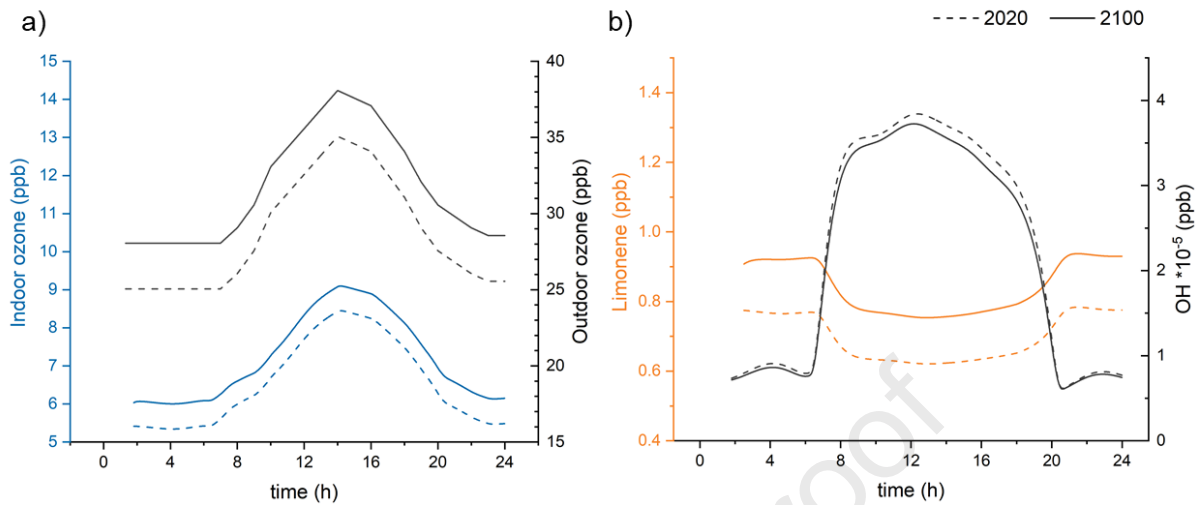 a)
15
14
13
12
11
10
9
8
7
6
5
Indoor ozone (ppb)
40
35
30
25
20
15
Outdoor ozone (ppb)
0 4 8 12 16 20 24
time (h)
b)
2020 2100
1.4
1.2
1.0
0.8
0.6
0.4
Limonene (ppb)
4
3
2
1
0
OH *10⁻⁵ (ppb)
0 4 8 12 16 20 24
time (h)
proof